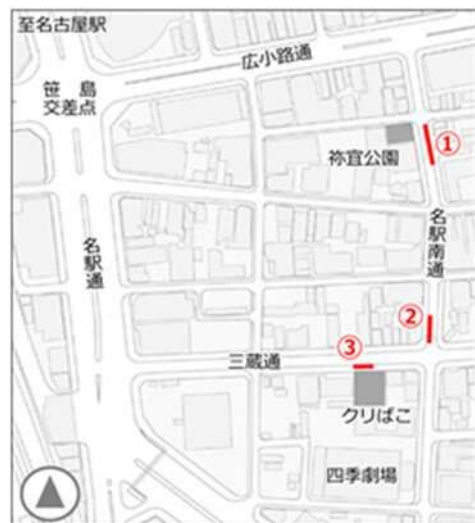 至名古屋駅
広小路通
笹島
交差点
①
祢宜公園
名駅南通
名駅通
②
③
三蔵通
クリばこ
四季劇場